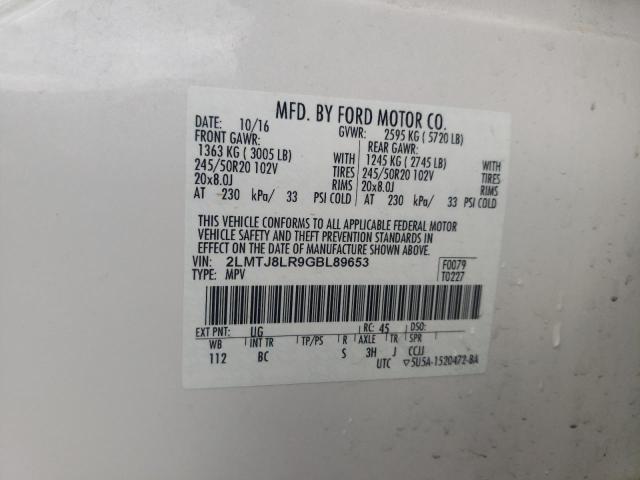 MFD. BY FORD MOTOR CO.
DATE: 10/16 GVWR: 2595 KG ( 5720 LB)
FRONT GAWR: REAR GAWR:
1363 KG ( 3005 LB) WITH 1245 KG ( 2745 LB) WITH
245/50R20 102V TIRES 245/50R20 102V TIRES
20x8.0J RIMS 20x8.0J RIMS
AT 230 kPa/ 33 PSI COLD AT 230 kPa/ 33 PSI COLD
THIS VEHICLE CONFORMS TO ALL APPLICABLE FEDERAL MOTOR
VEHICLE SAFETY AND THEFT PREVENTION STANDARDS IN
EFFECT ON THE DATE OF MANUFACTURE SHOWN ABOVE.
VIN: 2LMTJ8LR9GBL89653 F0079
TYPE: MPV T0227
EXT PNT: UG RC: 45 DSO:
WB INT TR TP/PS R AXLE TR SPR
112 BC S 3H J CCJJ
UTC ▽5U5A-1520472-BA